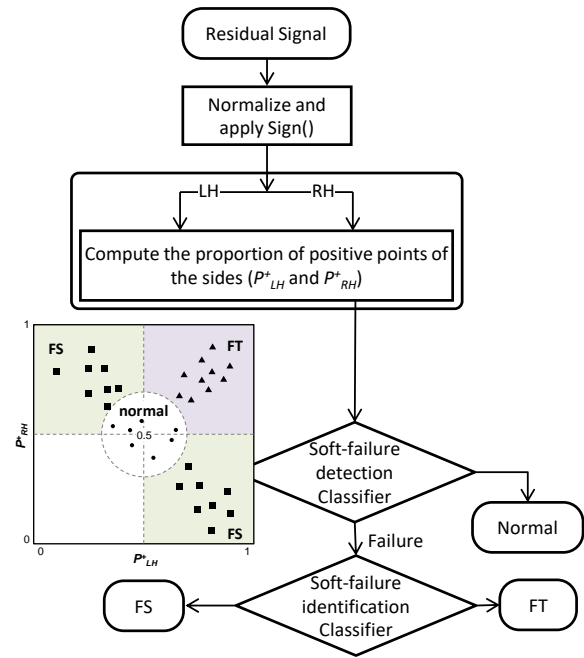 Residual Signal
Normalize and
apply Sign()
LH
RH
Compute the proportion of positive points of
the sides (P⁺LH and P⁺RH)
1
FS
FT
normal
0.5
P⁺RH
FS
0
0
P⁺LH
1
Soft-failure
detection
Classifier
Normal
Failure
Soft-failure
identification
Classifier
FS
FT